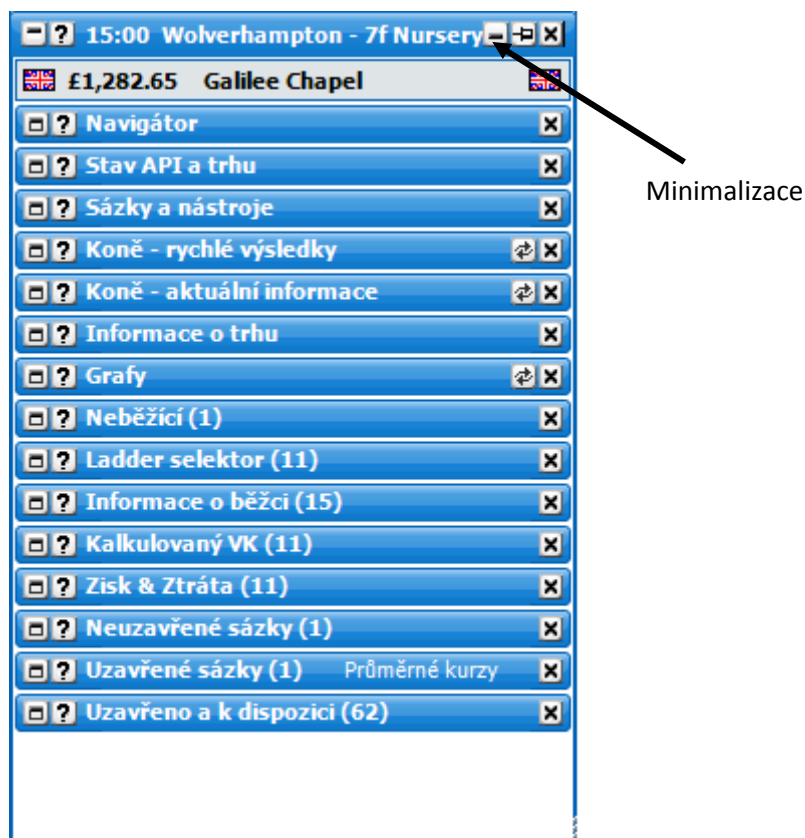 15:00 Wolverhampton - 7f Nursery
£1,282.65 Galilee Chapel
Navigátor
Stav API a trhu
Minimalizace
Sázky a nástroje
Koně - rychlé výsledky
Koně - aktuální informace
Informace o trhu
Grafy
Neběžící (1)
Ladder selektor (11)
Informace o běžci (15)
Kalkulovaný VK (11)
Zisk & Ztráta (11)
Neuzavřené sázky (1)
Uzavřené sázky (1) Průměrné kurzy
Uzavřeno a k dispozici (62)